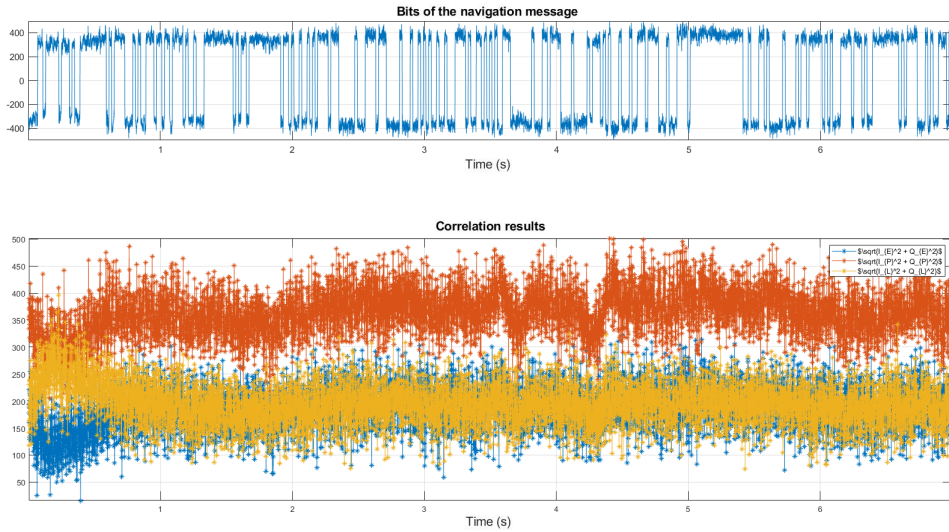 Bits of the navigation message
400
200
0
-200
-400
1 2 3 4 5 6
Time (s)
Correlation results
500
450
400
350
300
250
200
150
100
50
$\sqrt(I_{E}^2 + Q_{E}^2)$
$\sqrt(I_{P}^2 + Q_{P}^2)$
$\sqrt(I_{L}^2 + Q_{L}^2)$
1 2 3 4 5 6
Time (s)